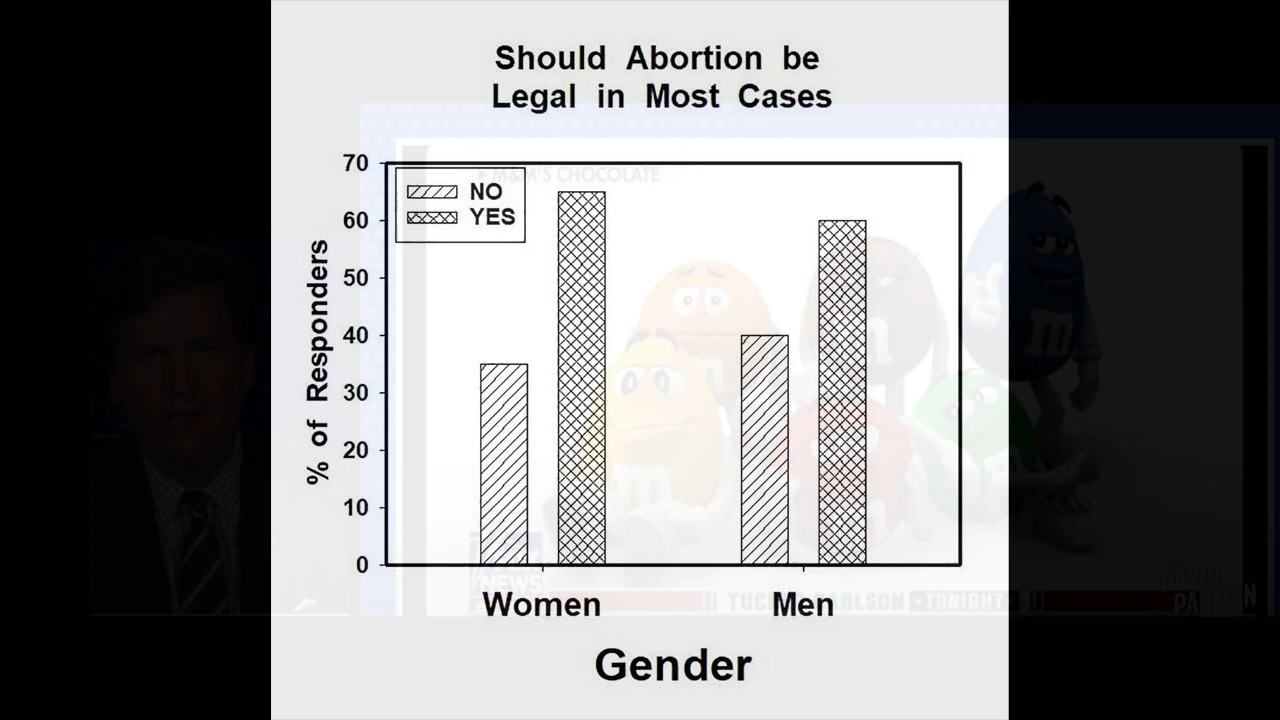 Should Abortion be
Legal in Most Cases
70
60
50
40
30
20
10
0
% of Responders
NO
YES
M&M'S CHOCOLATE
m
m
NEWS
TUCKER CARLSON TONIGHT
Women
Men
Gender